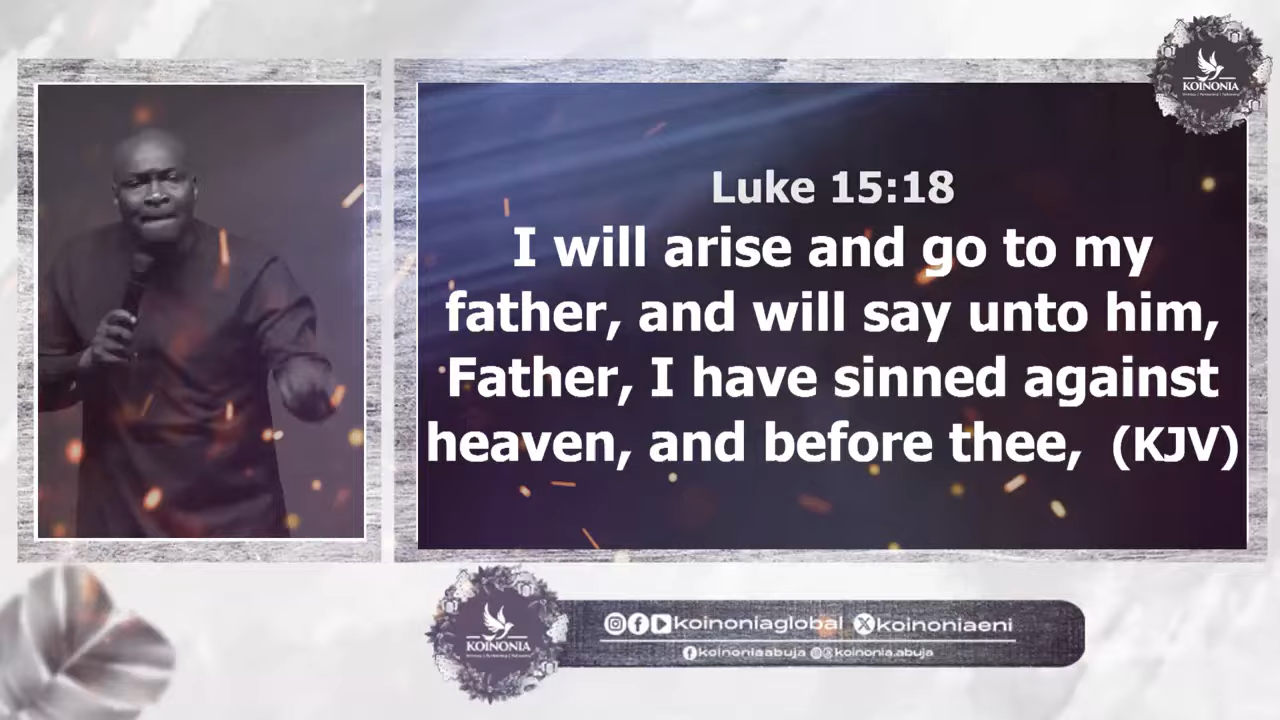 KOINONIA
Luke 15:18
I will arise and go to my
father, and will say unto him,
Father, I have sinned against
heaven, and before thee, (KJV)
KOINONIA
koinoniaglobal koinoniaeni
koinoniaabuja koinonia.abuja